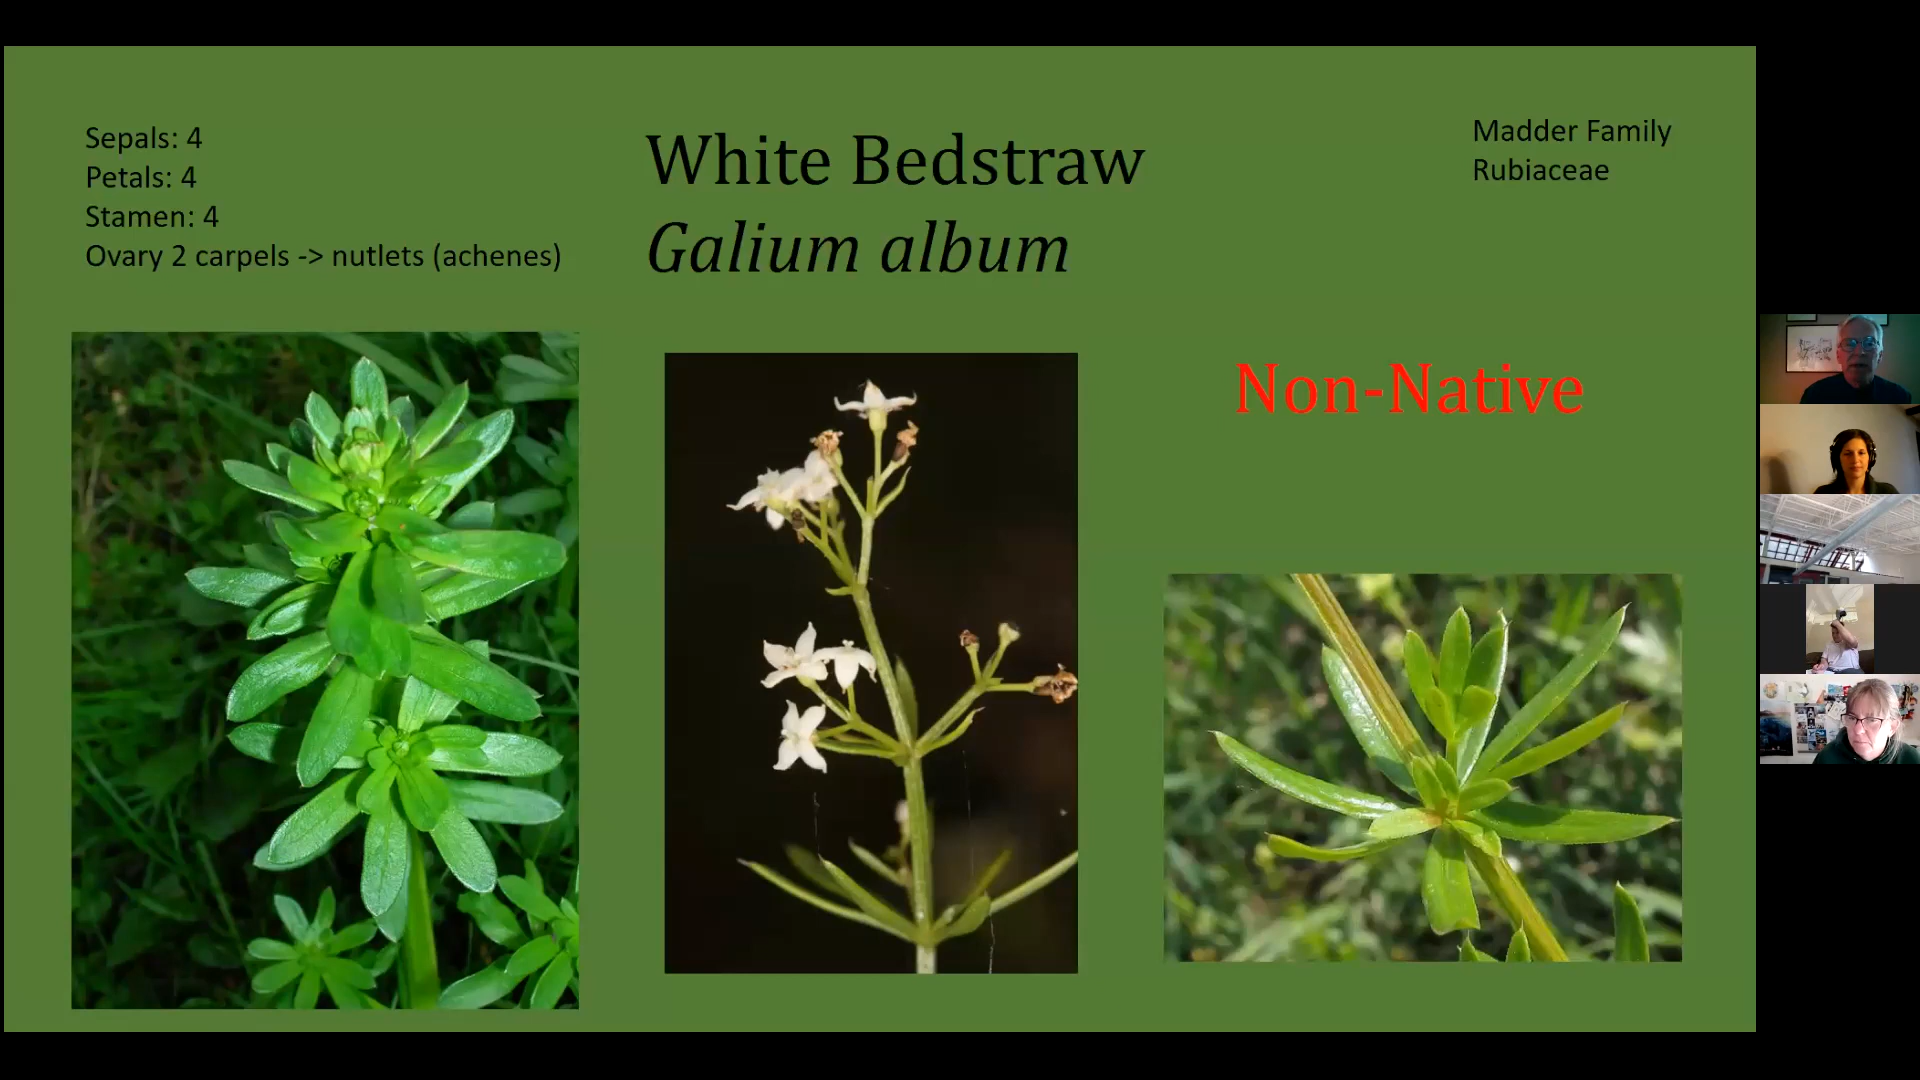 Sepals: 4
Petals: 4
Stamen: 4
Ovary 2 carpels -> nutlets (achenes)
White Bedstraw
Galium album
Madder Family
Rubiaceae
Non-Native